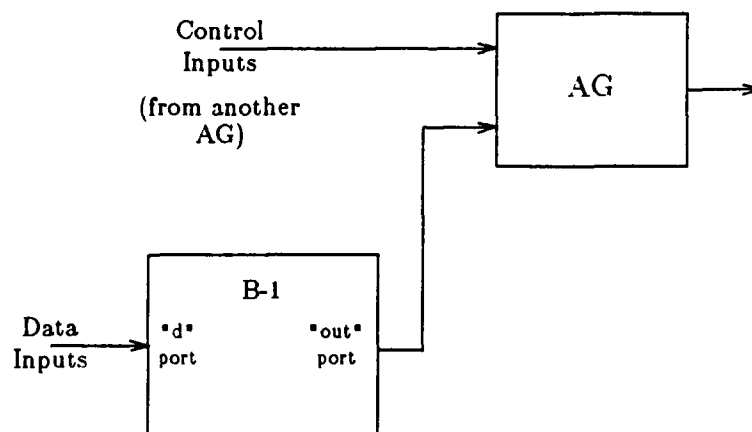 Control
Inputs
(from another
AG)
AG
B-1
"d"
port
"out"
port
Data
Inputs